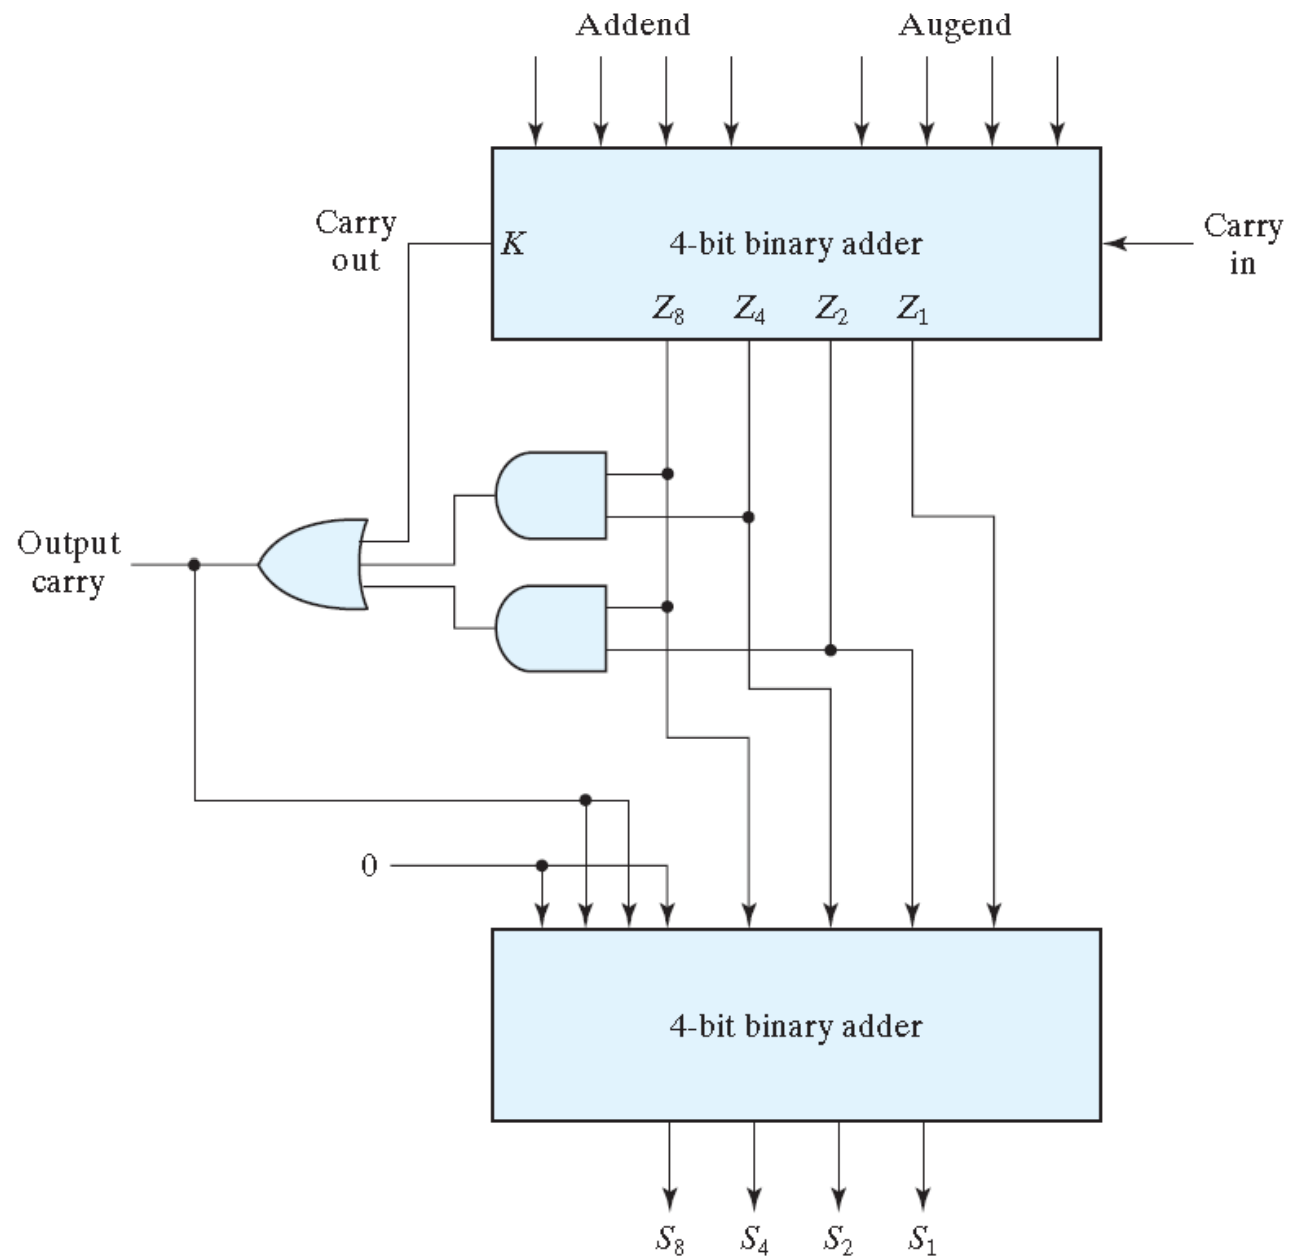 Addend Augend
Carry out
K
4-bit binary adder
Carry in
Z₈ Z₄ Z₂ Z₁
Output carry
0
4-bit binary adder
S₈ S₄ S₂ S₁